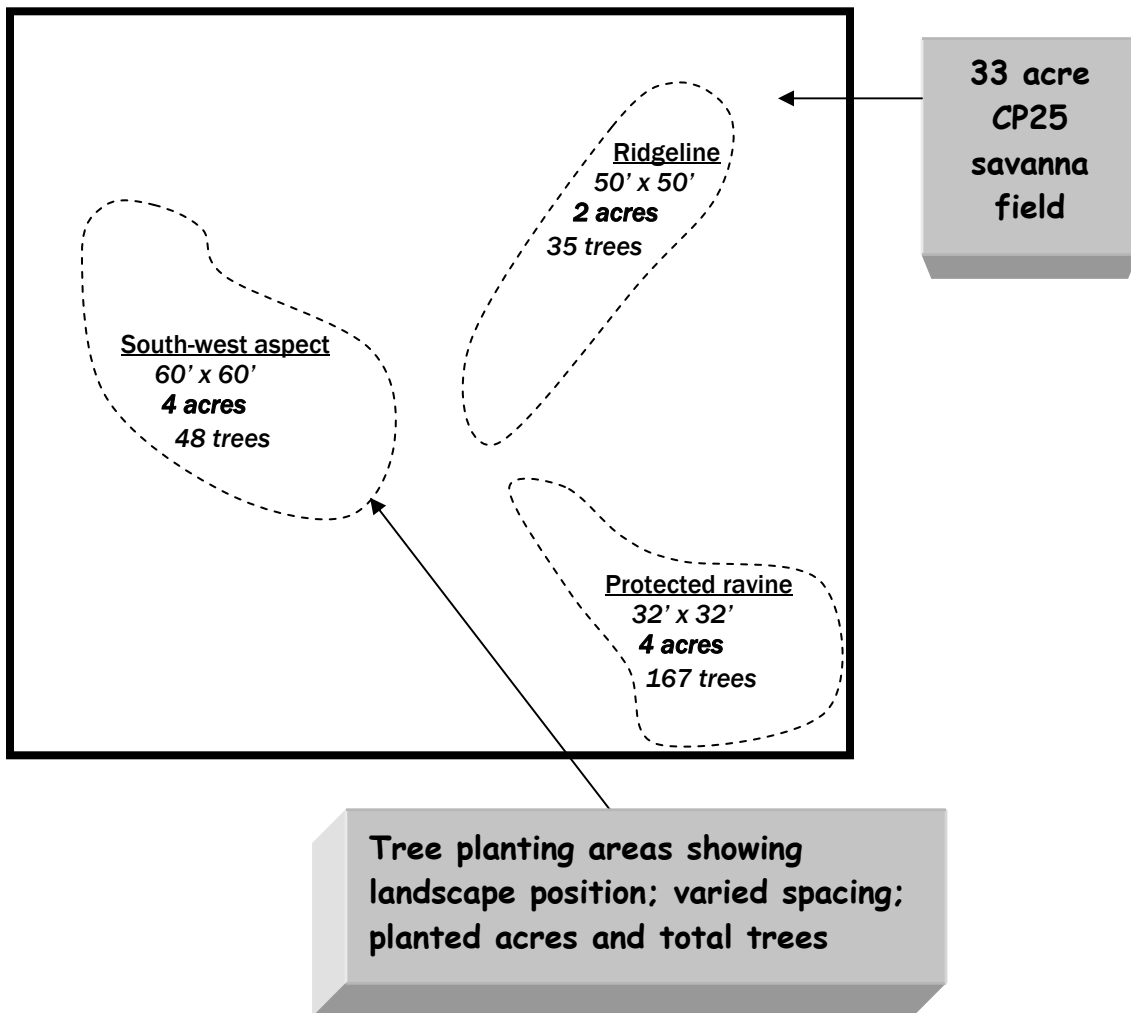 33 acre
CP25
savanna
field
Ridgeline
50’ x 50’
2 acres
35 trees
South-west aspect
60’ x 60’
4 acres
48 trees
Protected ravine
32’ x 32’
4 acres
167 trees
Tree planting areas showing
landscape position; varied spacing;
planted acres and total trees